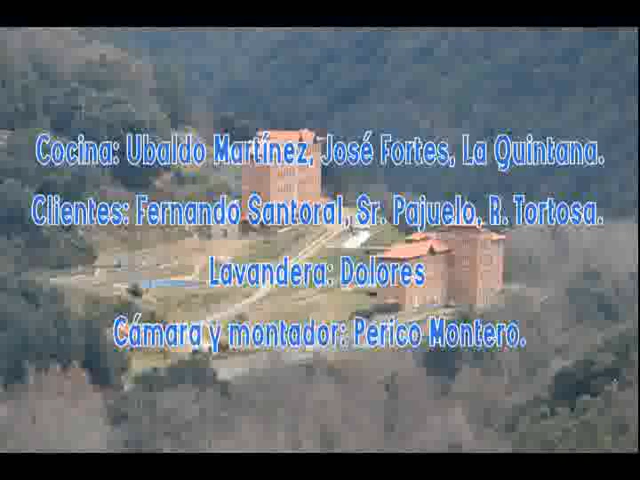 Cocina: Ubaldo Martínez, José Fortes, La Quintana.
Clientes: Fernando Santoral, Sr. Pajuelo, R. Tortosa.
Lavandera: Dolores
Cámara y montador: Perico Montero.